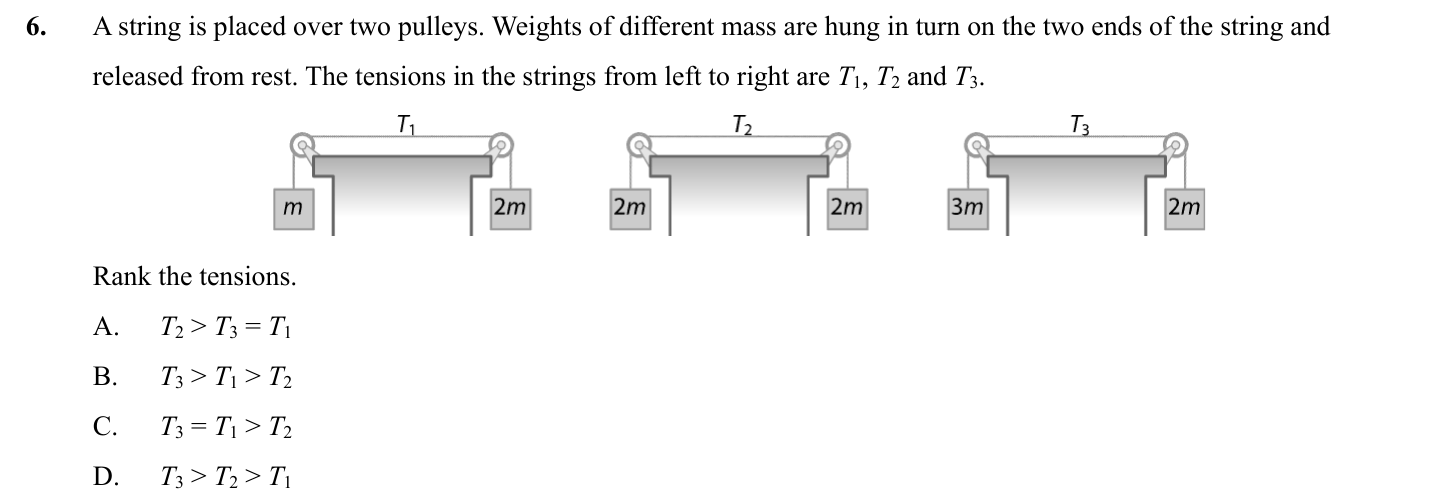 6. A string is placed over two pulleys. Weights of different mass are hung in turn on the two ends of the string and
released from rest. The tensions in the strings from left to right are T₁, T₂ and T₃.
T₁ T₂ T₃
m 2m 2m 2m 3m 2m
Rank the tensions.
A. T₂ > T₃ = T₁
B. T₃ > T₁ > T₂
C. T₃ = T₁ > T₂
D. T₃ > T₂ > T₁